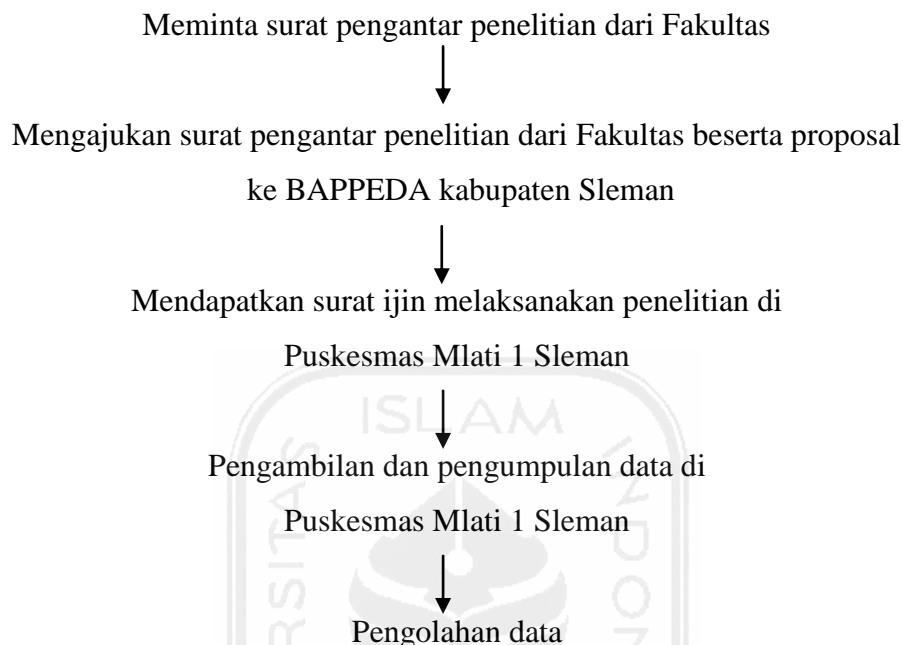 Meminta surat pengantar penelitian dari Fakultas
Mengajukan surat pengantar penelitian dari Fakultas beserta proposal
ke BAPPEDA kabupaten Sleman
Mendapatkan surat ijin melaksanakan penelitian di
Puskesmas Mlati 1 Sleman
ISLAM
Pengambilan dan pengumpulan data di
Puskesmas Mlati 1 Sleman
Pengolahan data